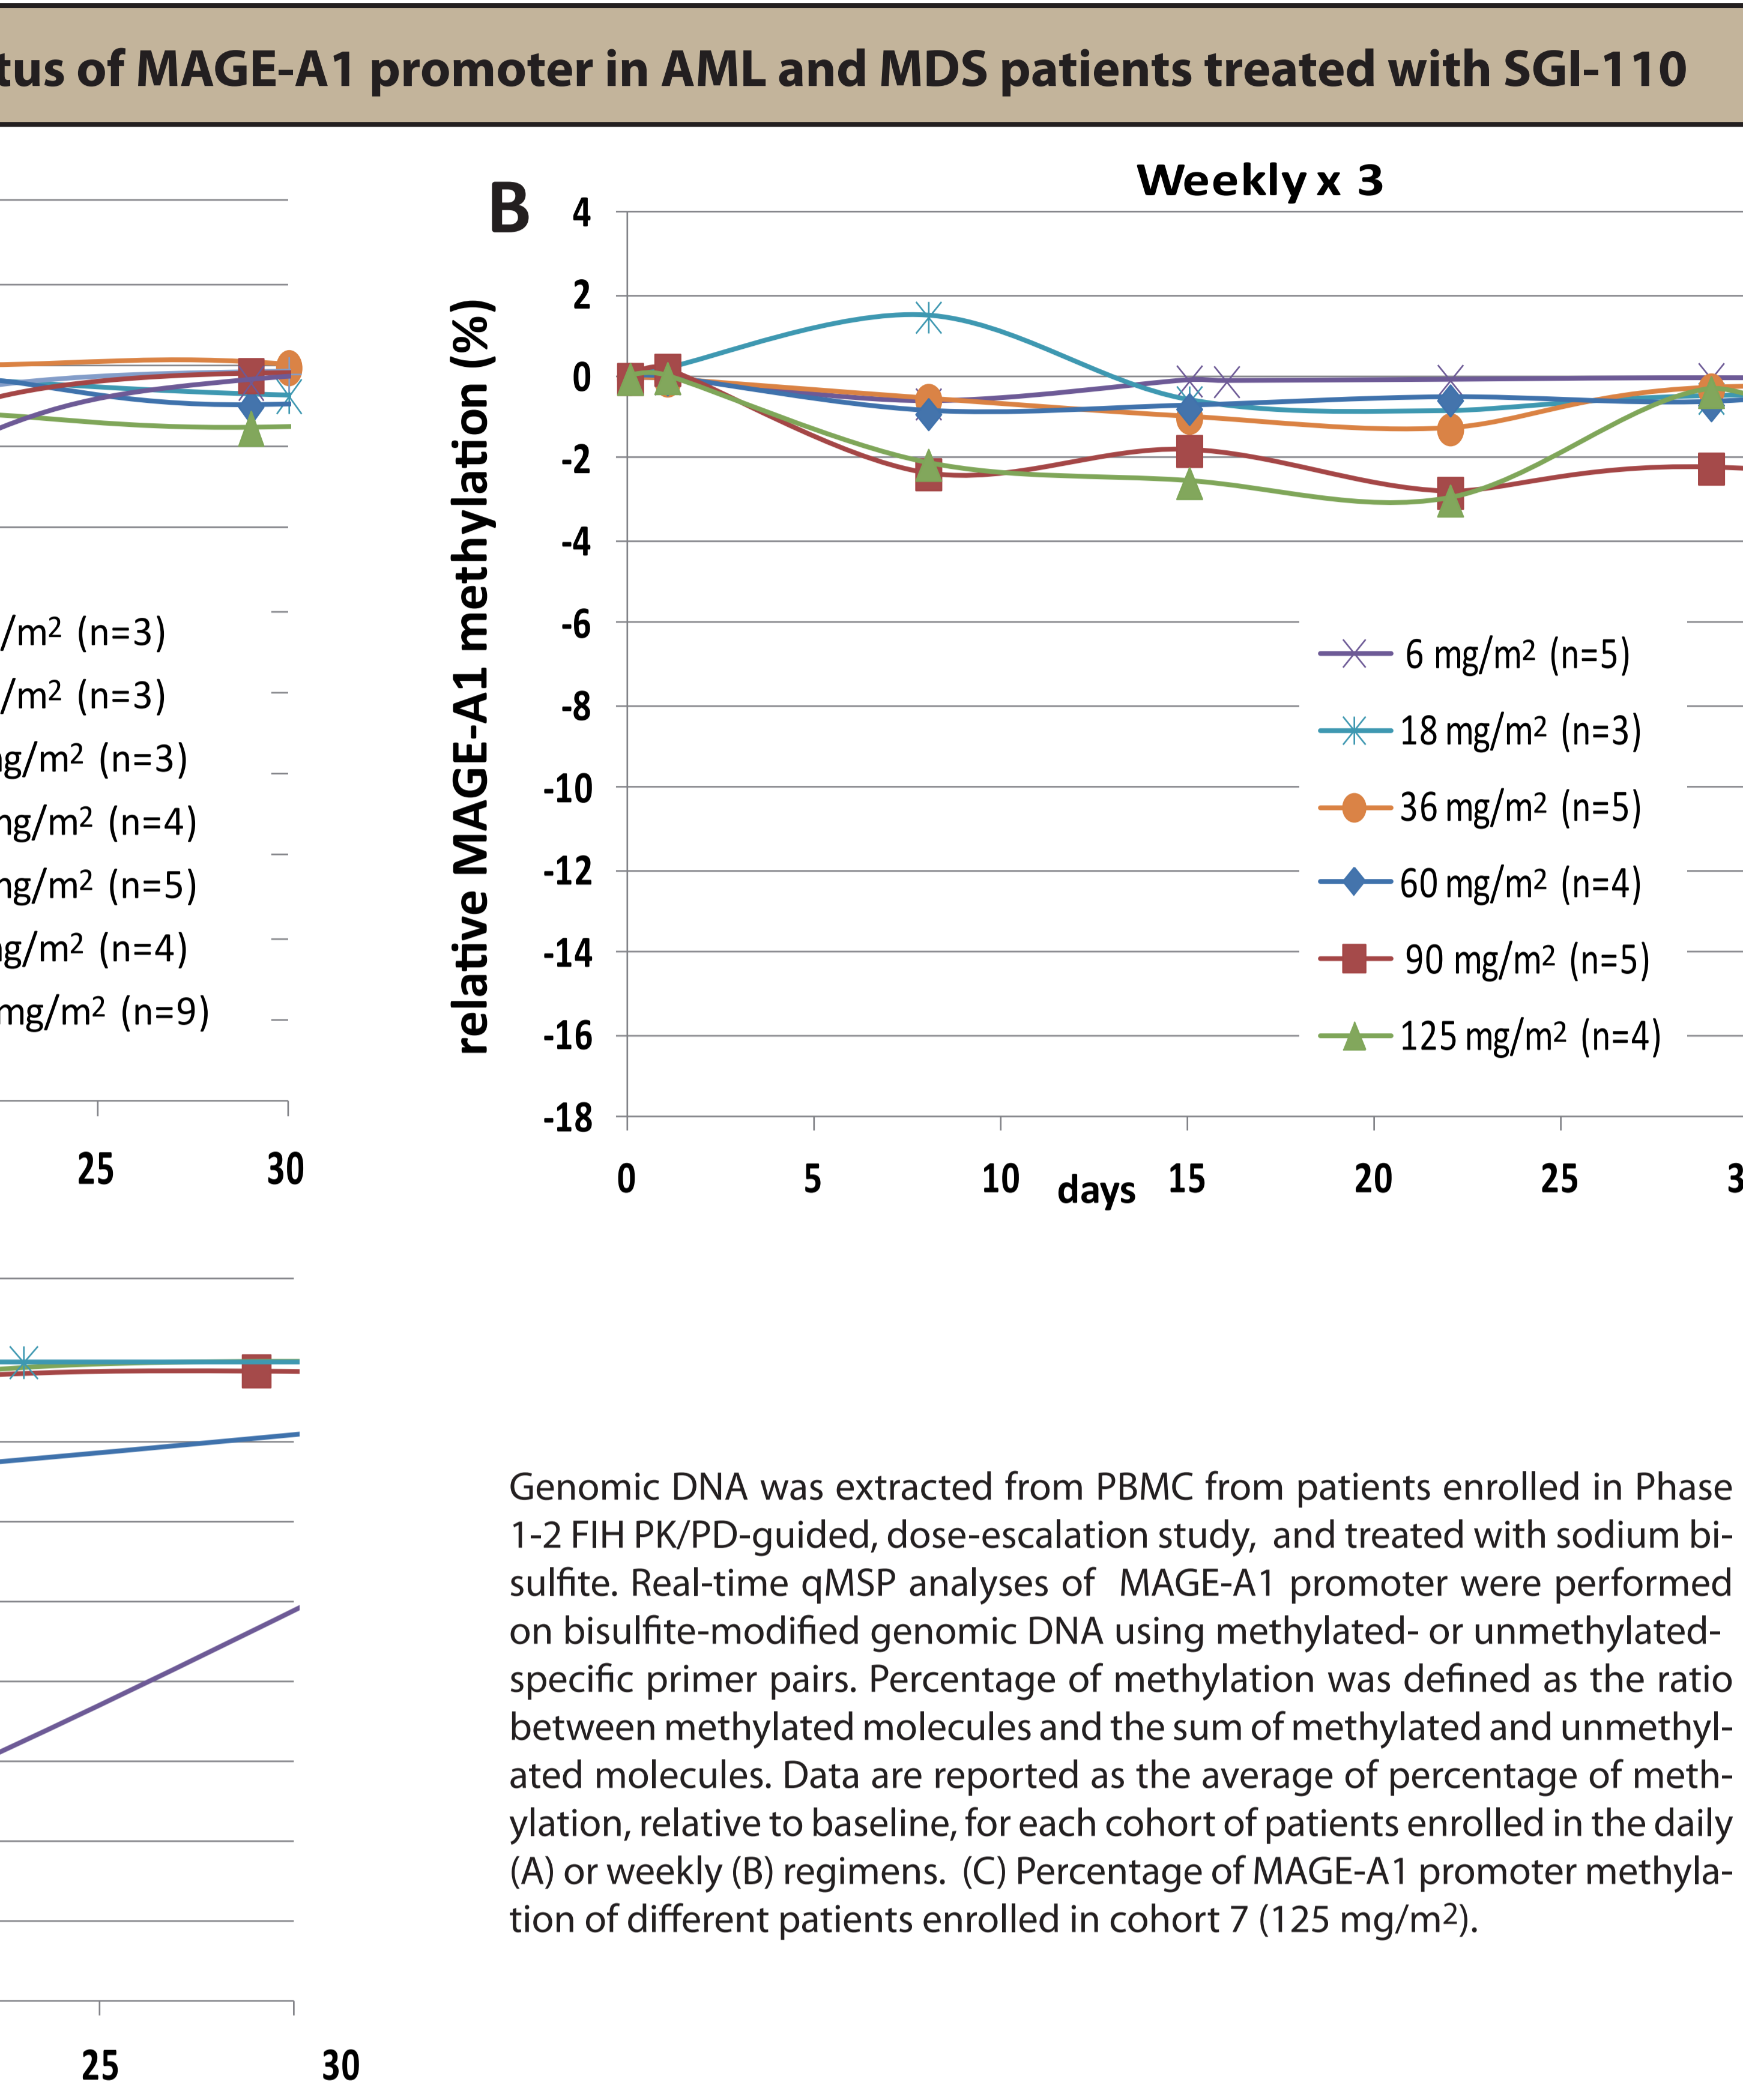 tus of MAGE-A1 promoter in AML and MDS patients treated with SGI-110
/m² (n=3)
/m² (n=3)
g/m² (n=3)
mg/m² (n=4)
mg/m² (n=5)
g/m² (n=4)
mg/m² (n=9)
25 30
B
Weekly x 3
relative MAGE-A1 methylation (%)
4
2
0
-2
-4
-6
-8
-10
-12
-14
-16
-18
0 5 10 15 20 25 3
days
6 mg/m² (n=5)
18 mg/m² (n=3)
36 mg/m² (n=5)
60 mg/m² (n=4)
90 mg/m² (n=5)
125 mg/m² (n=4)
25 30
Genomic DNA was extracted from PBMC from patients enrolled in Phase
1-2 FIH PK/PD-guided, dose-escalation study, and treated with sodium bi-
sulfite. Real-time qMSP analyses of MAGE-A1 promoter were performed
on bisulfite-modified genomic DNA using methylated- or unmethylated-
specific primer pairs. Percentage of methylation was defined as the ratio
between methylated molecules and the sum of methylated and unmethyl-
ated molecules. Data are reported as the average of percentage of meth-
ylation, relative to baseline, for each cohort of patients enrolled in the daily
(A) or weekly (B) regimens. (C) Percentage of MAGE-A1 promoter methyla-
tion of different patients enrolled in cohort 7 (125 mg/m²).